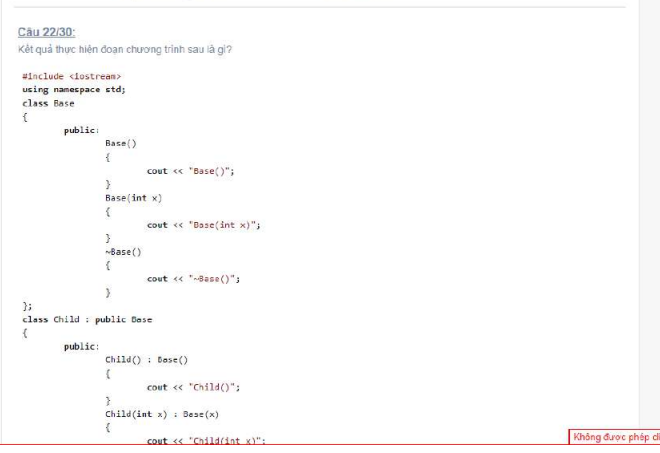 Câu 22/30:
Kết quả thực hiện đoạn chương trình sau là gì?
#include <iostream>
using namespace std;
class Base
{
public:
Base()
{
cout << "Base()";
}
Base(int x)
{
cout << "Base(int x)";
}
~Base()
{
cout << "~Base()";
}
};
class Child : public Base
{
public:
Child() : Base()
{
cout << "Child()";
}
Child(int x) : Base(x)
{
cout << "Child(int x)";
Không được phép cl